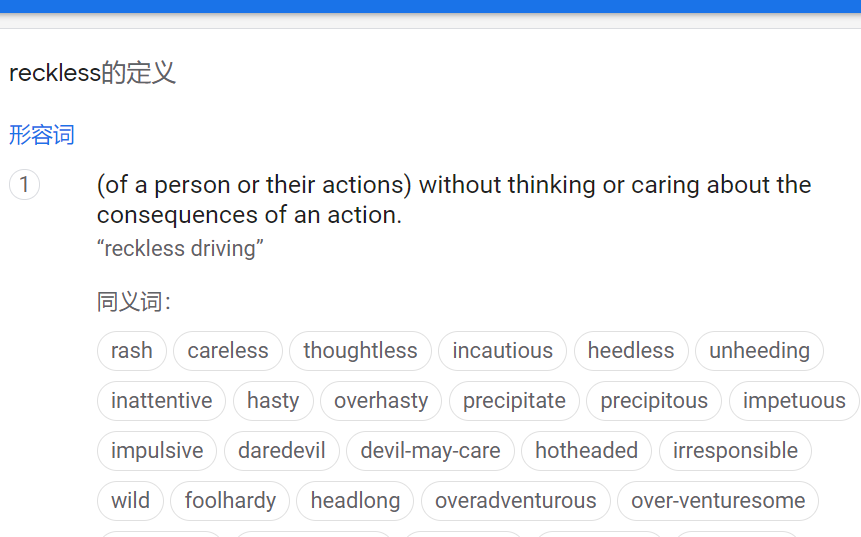 reckless的定义
形容词
1 (of a person or their actions) without thinking or caring about the
consequences of an action.
“reckless driving”
同义词：
rash careless thoughtless incautious heedless unheeding
inattentive hasty overhasty precipitate precipitous impetuous
impulsive daredevil devil-may-care hotheaded irresponsible
wild foolhardy headlong overadventurous over-venturesome